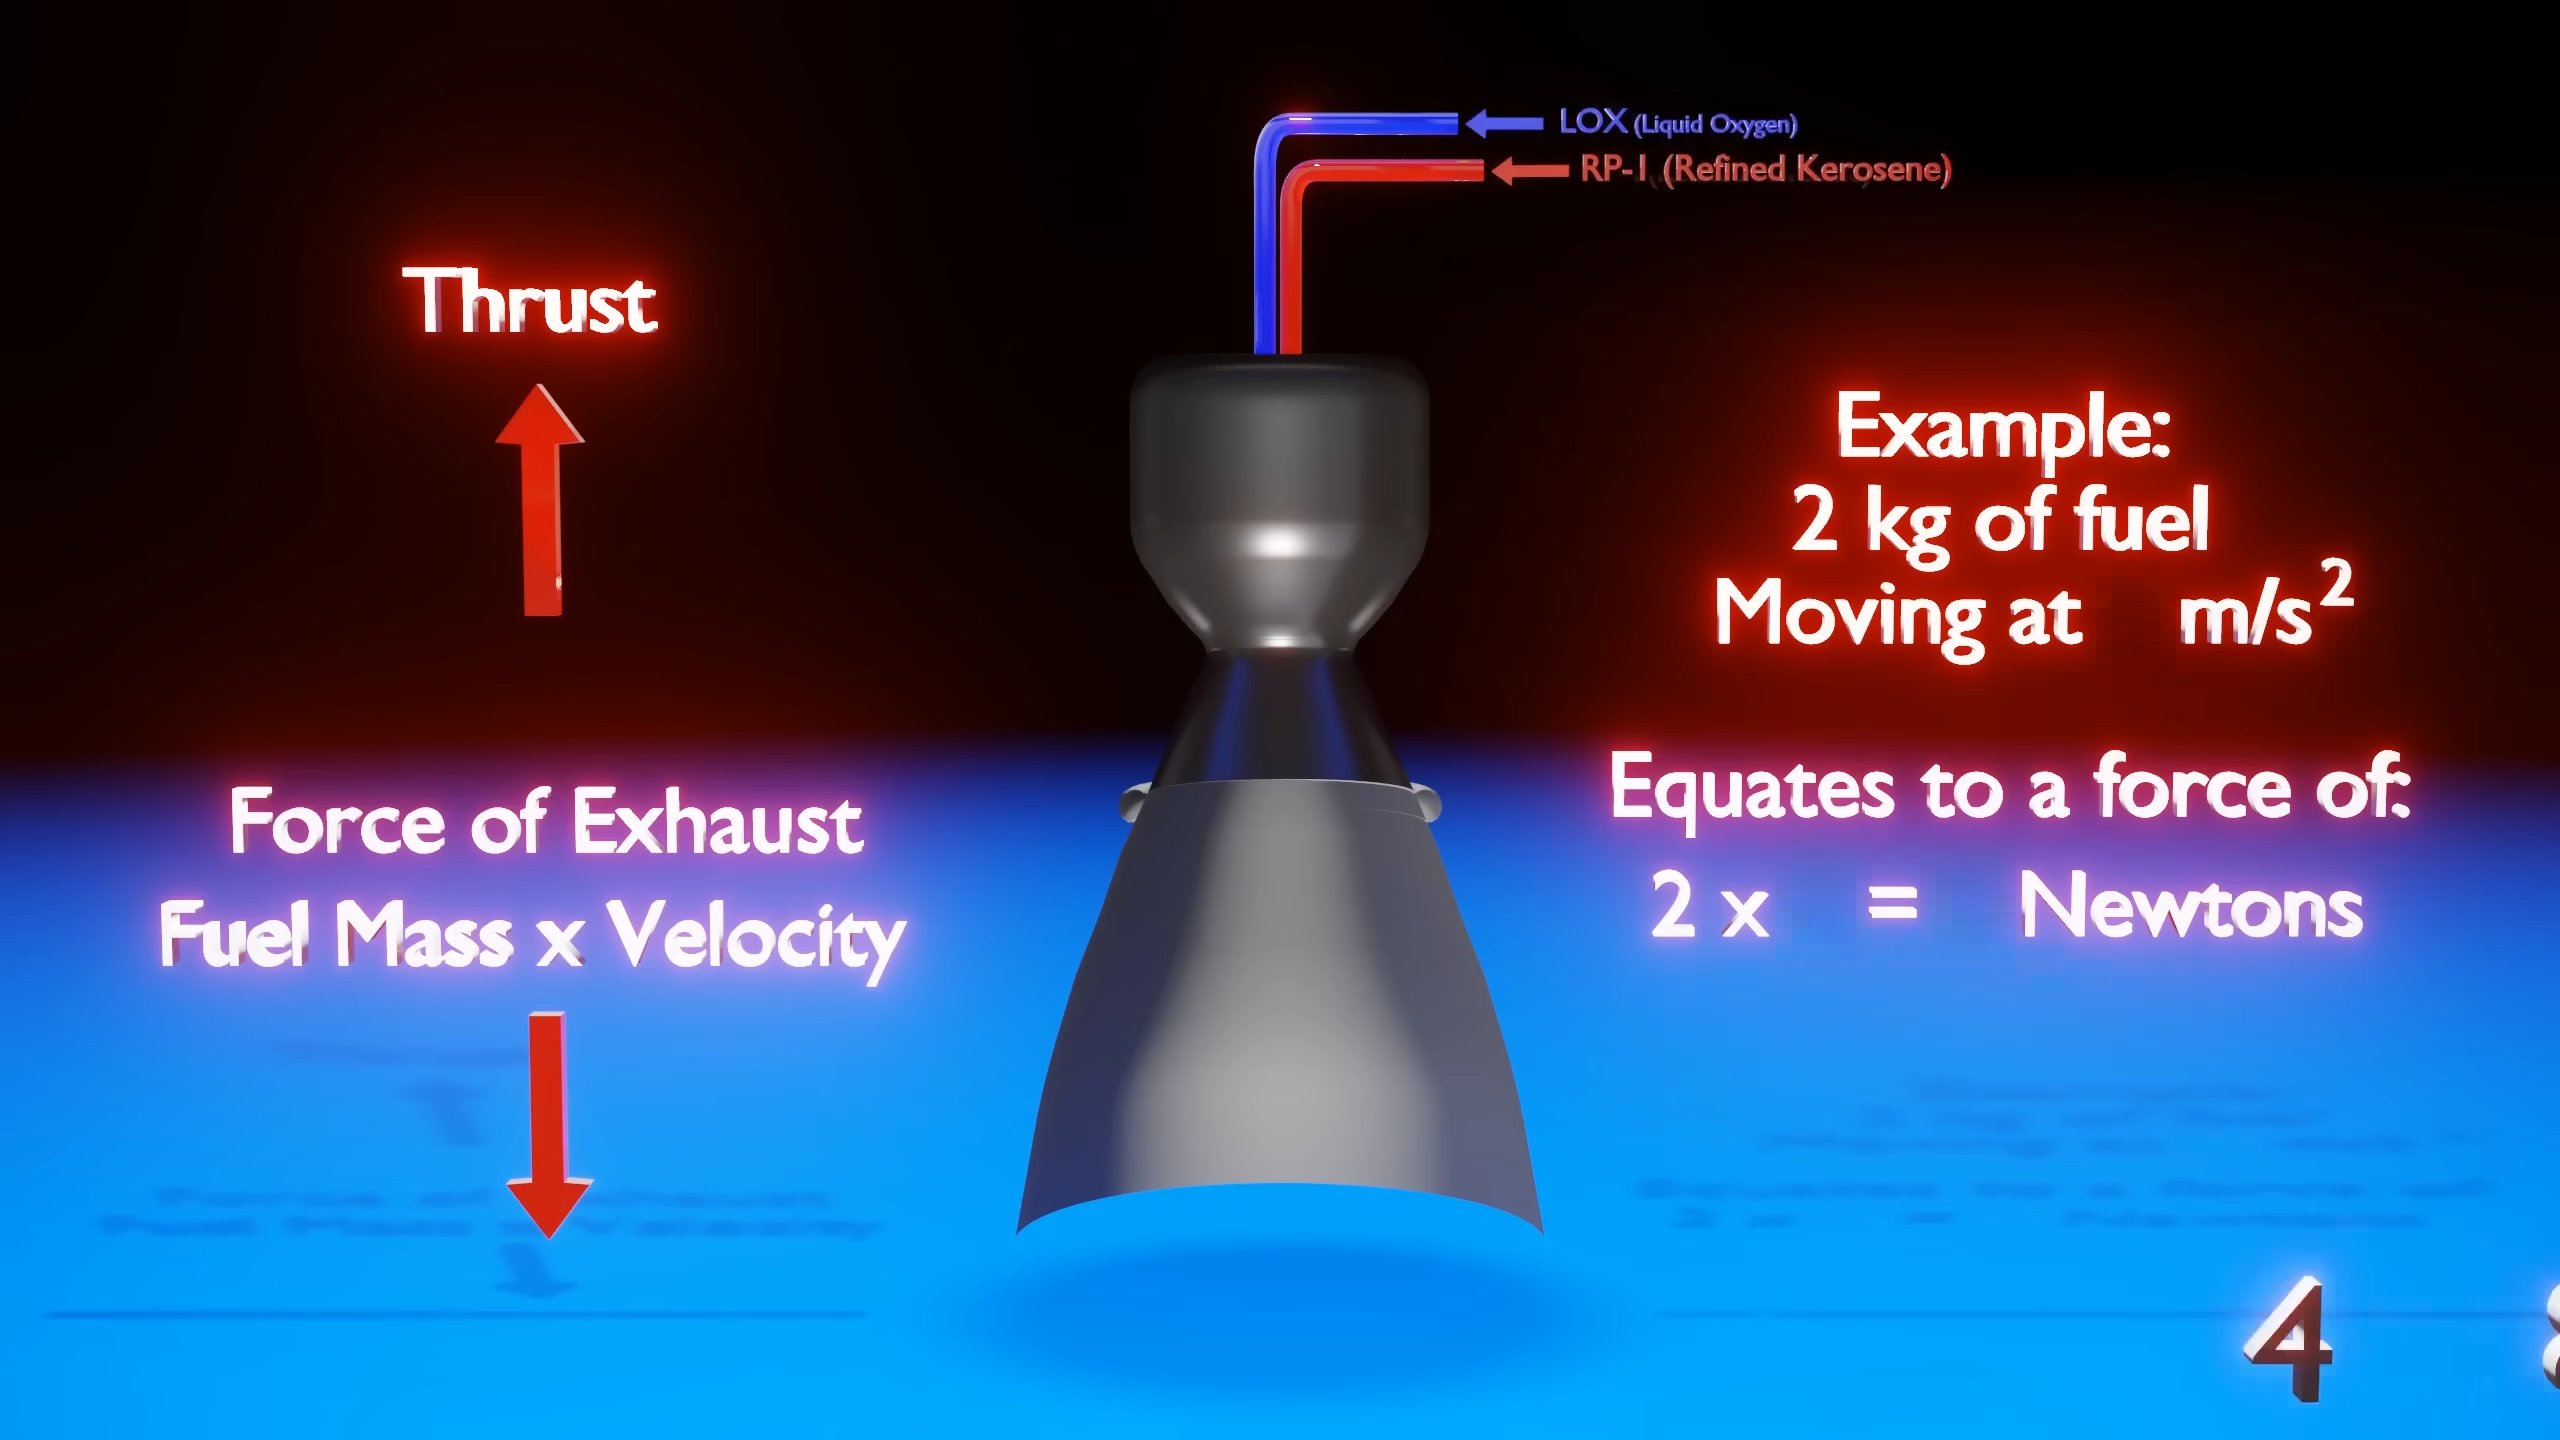 LOX (Liquid Oxygen)
RP-1 (Refined Kerosene)
Thrust
Force of Exhaust
Fuel Mass x Velocity
Example:
2 kg of fuel
Moving at m/s²
Equates to a force of:
2 x = Newtons
4